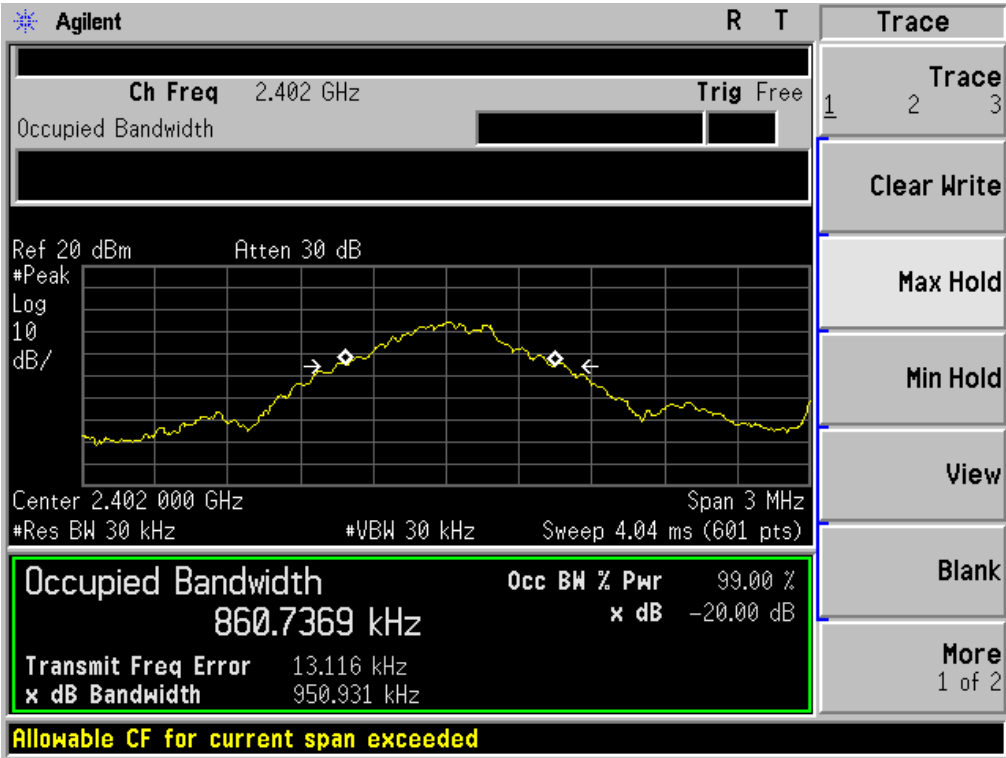 Agilent R T
Ch Freq 2.402 GHz Trig Free
Occupied Bandwidth
Ref 20 dBm Atten 30 dB
#Peak
Log
10
dB/
Center 2.402 000 GHz Span 3 MHz
#Res BW 30 kHz #VBW 30 kHz Sweep 4.04 ms (601 pts)
Occupied Bandwidth
860.7369 kHz
Occ BW % Pwr 99.00 %
x dB -20.00 dB
Transmit Freq Error 13.116 kHz
x dB Bandwidth 950.931 kHz
Allowable CF for current span exceeded
Trace
Trace
1 2 3
Clear Write
Max Hold
Min Hold
View
Blank
More
1 of 2